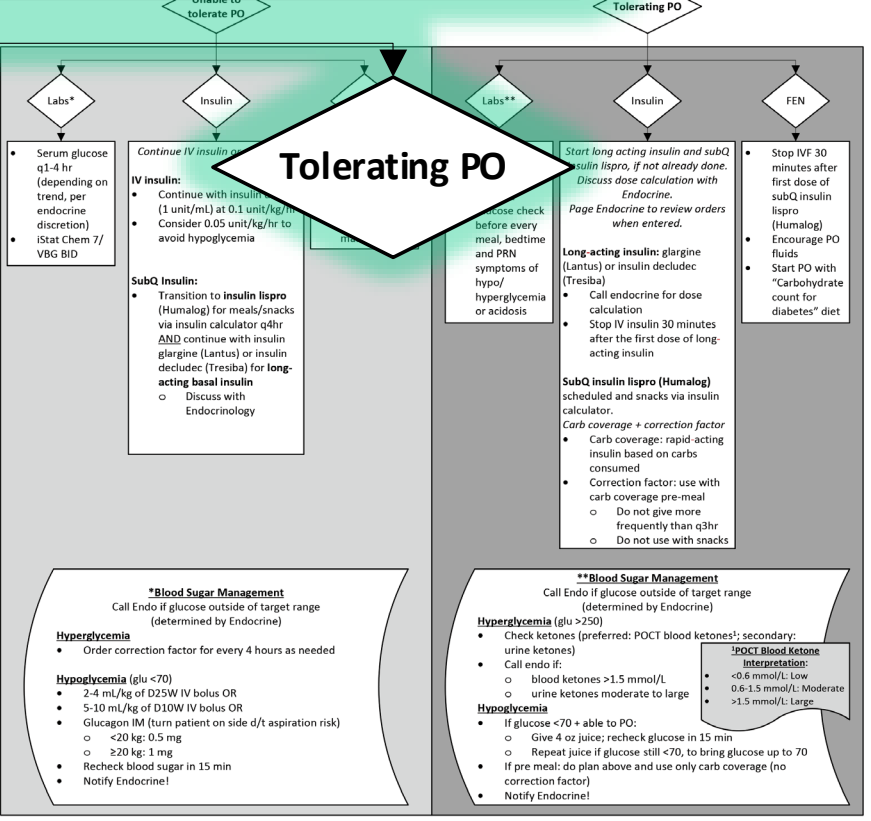 Unable to
tolerate PO
Tolerating PO
Labs*
Insulin
Tolerating PO
Labs**
Insulin
FEN
• Serum glucose
q1-4 hr
(depending on
trend, per
endocrine
discretion)
• iStat Chem 7/
VBG BID
Continue IV insulin or
IV insulin:
• Continue with insulin
(1 unit/mL) at 0.1 unit/kg/hr
• Consider 0.05 unit/kg/hr to
avoid hypoglycemia
SubQ Insulin:
• Transition to insulin lispro
(Humalog) for meals/snacks
via insulin calculator q4hr
AND continue with insulin
glargine (Lantus) or insulin
decludec (Tresiba) for long-
acting basal insulin
o Discuss with
Endocrinology
glucose check
before every
meal, bedtime
and PRN
symptoms of
hypo/
hyperglycemia
or acidosis
Start long acting insulin and subQ
insulin lispro, if not already done.
Discuss dose calculation with
Endocrine.
Page Endocrine to review orders
when entered.
Long-acting insulin: glargine
(Lantus) or insulin decludec
(Tresiba)
• Call endocrine for dose
calculation
• Stop IV insulin 30 minutes
after the first dose of long-
acting insulin
SubQ insulin lispro (Humalog)
scheduled and snacks via insulin
calculator.
Carb coverage + correction factor
• Carb coverage: rapid-acting
insulin based on carbs
consumed
• Correction factor: use with
carb coverage pre-meal
o Do not give more
frequently than q3hr
o Do not use with snacks
• Stop IVF 30
minutes after
first dose of
subQ insulin
lispro
(Humalog)
• Encourage PO
fluids
• Start PO with
“Carbohydrate
count for
diabetes” diet
*Blood Sugar Management
Call Endo if glucose outside of target range
(determined by Endocrine)
Hyperglycemia
• Order correction factor for every 4 hours as needed
Hypoglycemia (glu <70)
• 2-4 mL/kg of D25W IV bolus OR
• 5-10 mL/kg of D10W IV bolus OR
• Glucagon IM (turn patient on side d/t aspiration risk)
o <20 kg: 0.5 mg
o ≥20 kg: 1 mg
• Recheck blood sugar in 15 min
• Notify Endocrine!
**Blood Sugar Management
Call Endo if glucose outside of target range
(determined by Endocrine)
Hyperglycemia (glu >250)
• Check ketones (preferred: POCT blood ketones¹; secondary:
urine ketones)
• Call endo if:
o blood ketones >1.5 mmol/L
o urine ketones moderate to large
Hypoglycemia
• If glucose <70 + able to PO:
o Give 4 oz juice; recheck glucose in 15 min
o Repeat juice if glucose still <70, to bring glucose up to 70
• If pre meal: do plan above and use only carb coverage (no
correction factor)
• Notify Endocrine!
¹POCT Blood Ketone
Interpretation:
• <0.6 mmol/L: Low
• 0.6-1.5 mmol/L: Moderate
• >1.5 mmol/L: Large